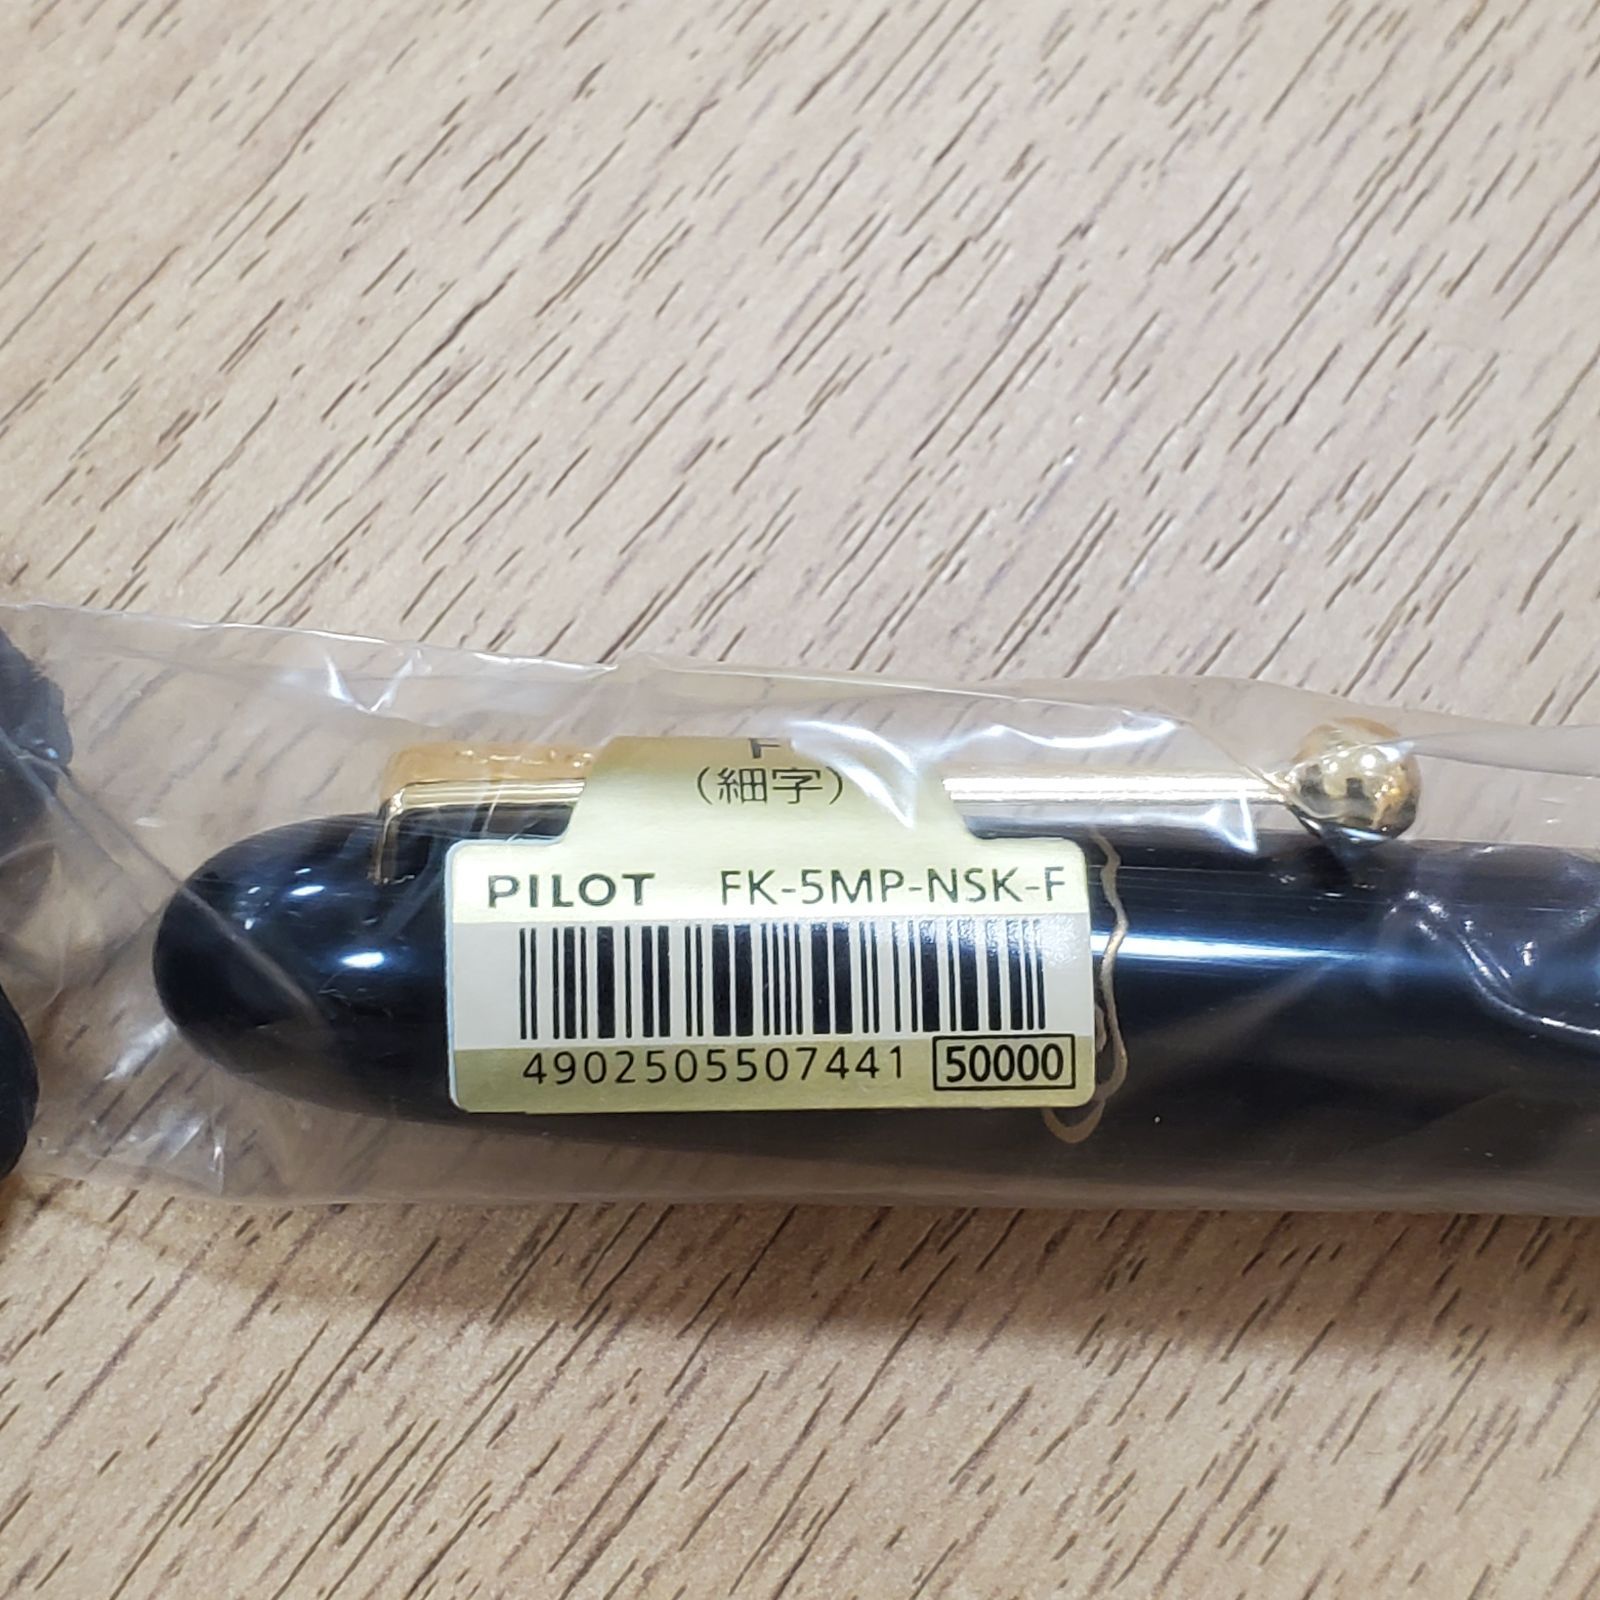 F
(細字)
PILOT FK-5MP-NSK-F
4902505507441 50000